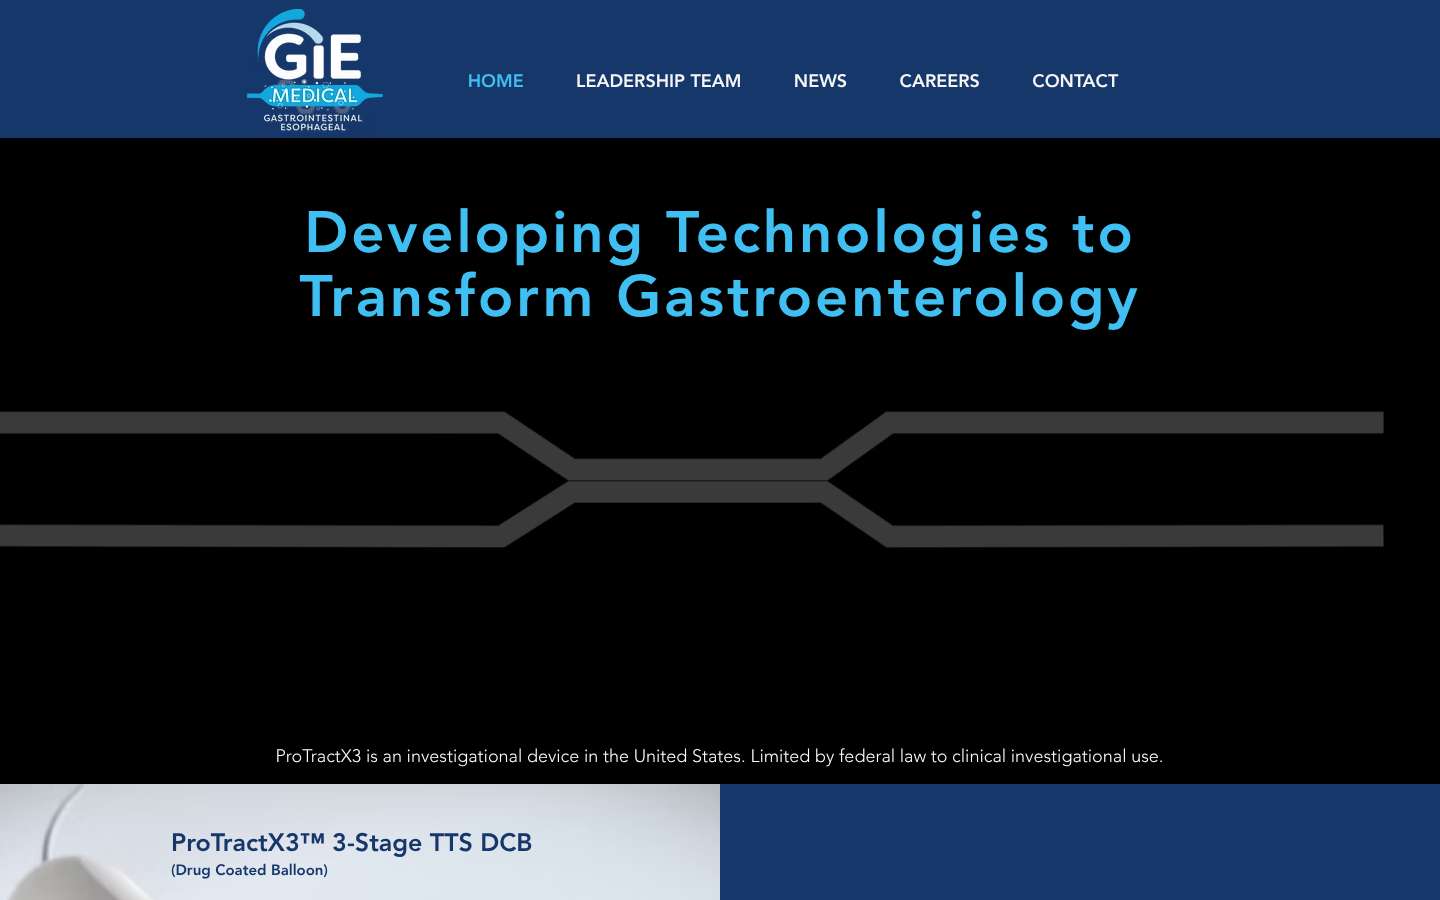 GiE
MEDICAL
GASTROINTESTINAL
ESOPHAGEAL
HOME
LEADERSHIP TEAM
NEWS
CAREERS
CONTACT
Developing Technologies to
Transform Gastroenterology
ProTractX3 is an investigational device in the United States. Limited by federal law to clinical investigational use.
ProTractX3™ 3-Stage TTS DCB
(Drug Coated Balloon)